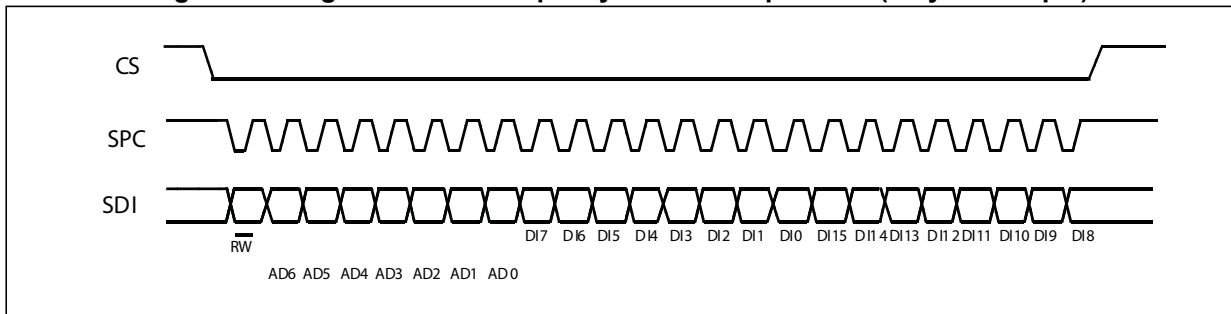 CS
SPC
SDI
RW
DI7 DI6 DI5 DI4 DI3 DI2 DI1 DI0 DI15 DI14 DI13 DI12 DI11 DI10 DI9 DI8
AD6 AD5 AD4 AD3 AD2 AD1 AD0